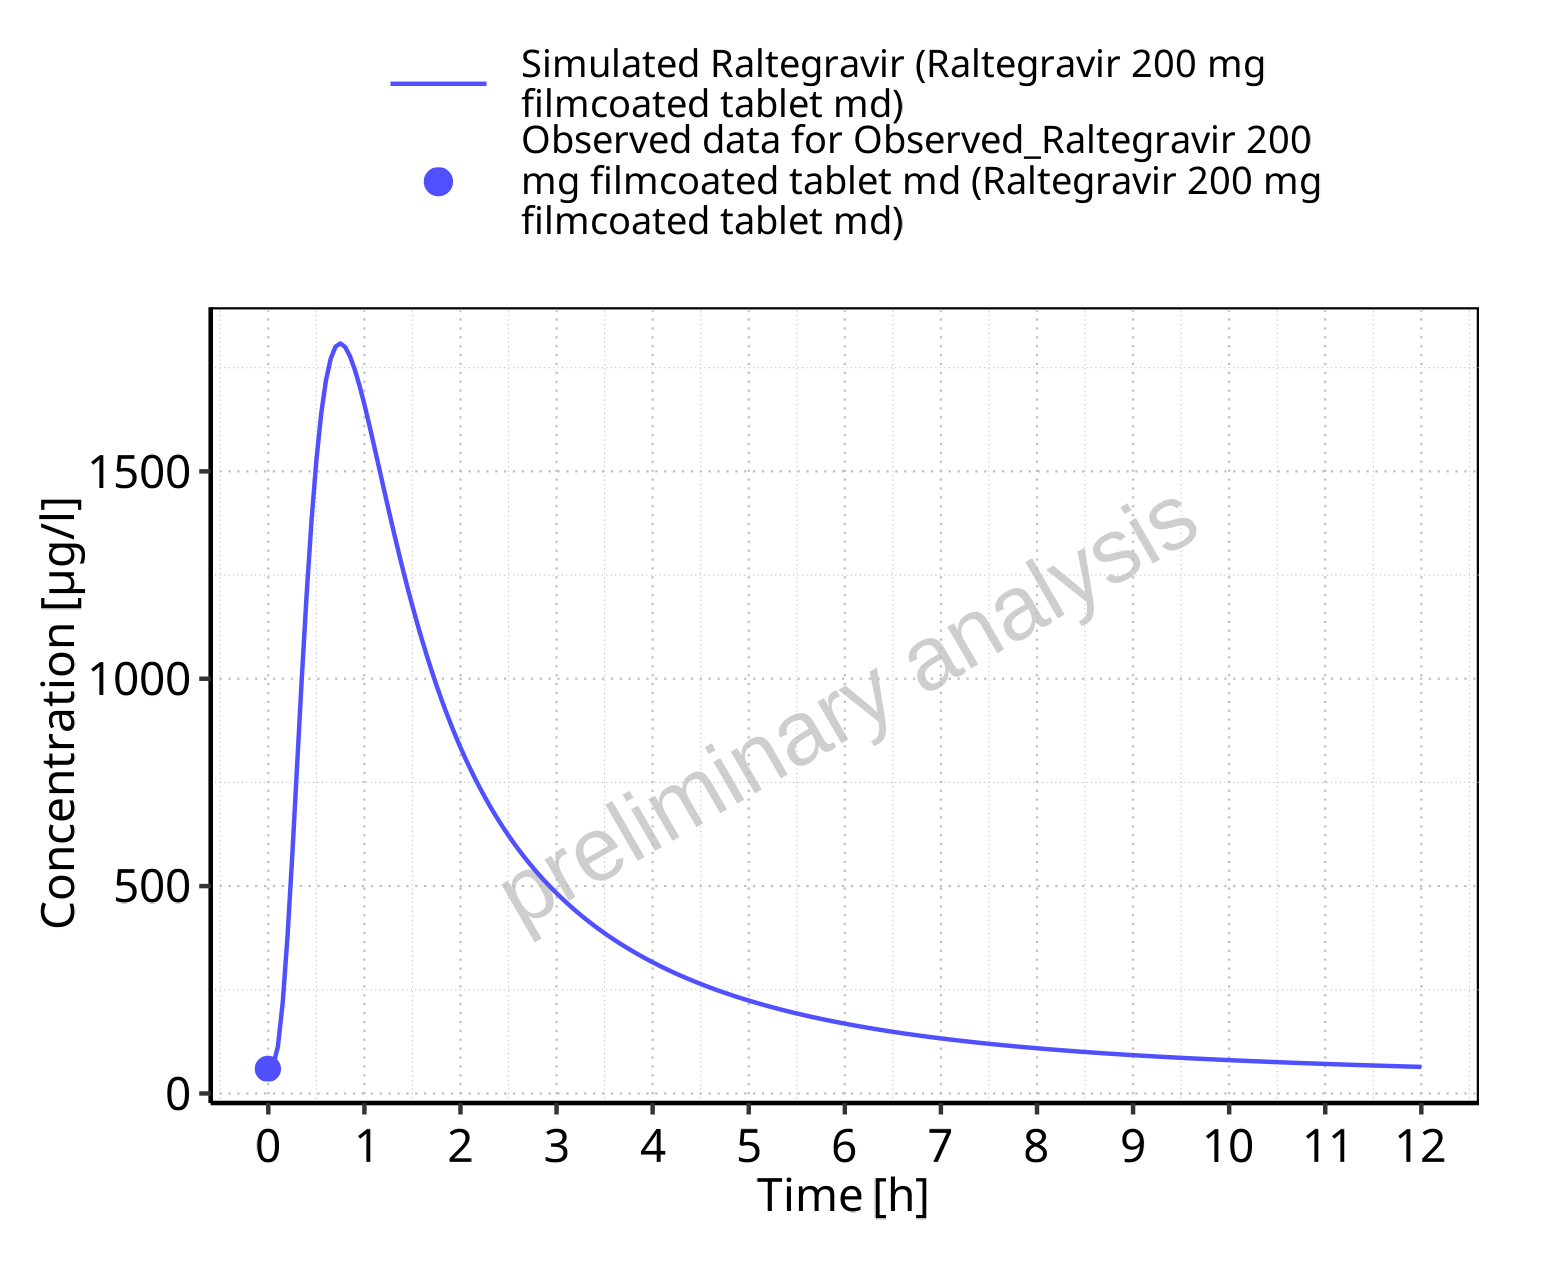 Simulated Raltegravir (Raltegravir 200 mg
filmcoated tablet md)
Observed data for Observed_Raltegravir 200
mg filmcoated tablet md (Raltegravir 200 mg
filmcoated tablet md)
Concentration [µg/l]
1500
1000
500
0
preliminary analysis
0 1 2 3 4 5 6 7 8 9 10 11 12
Time [h]